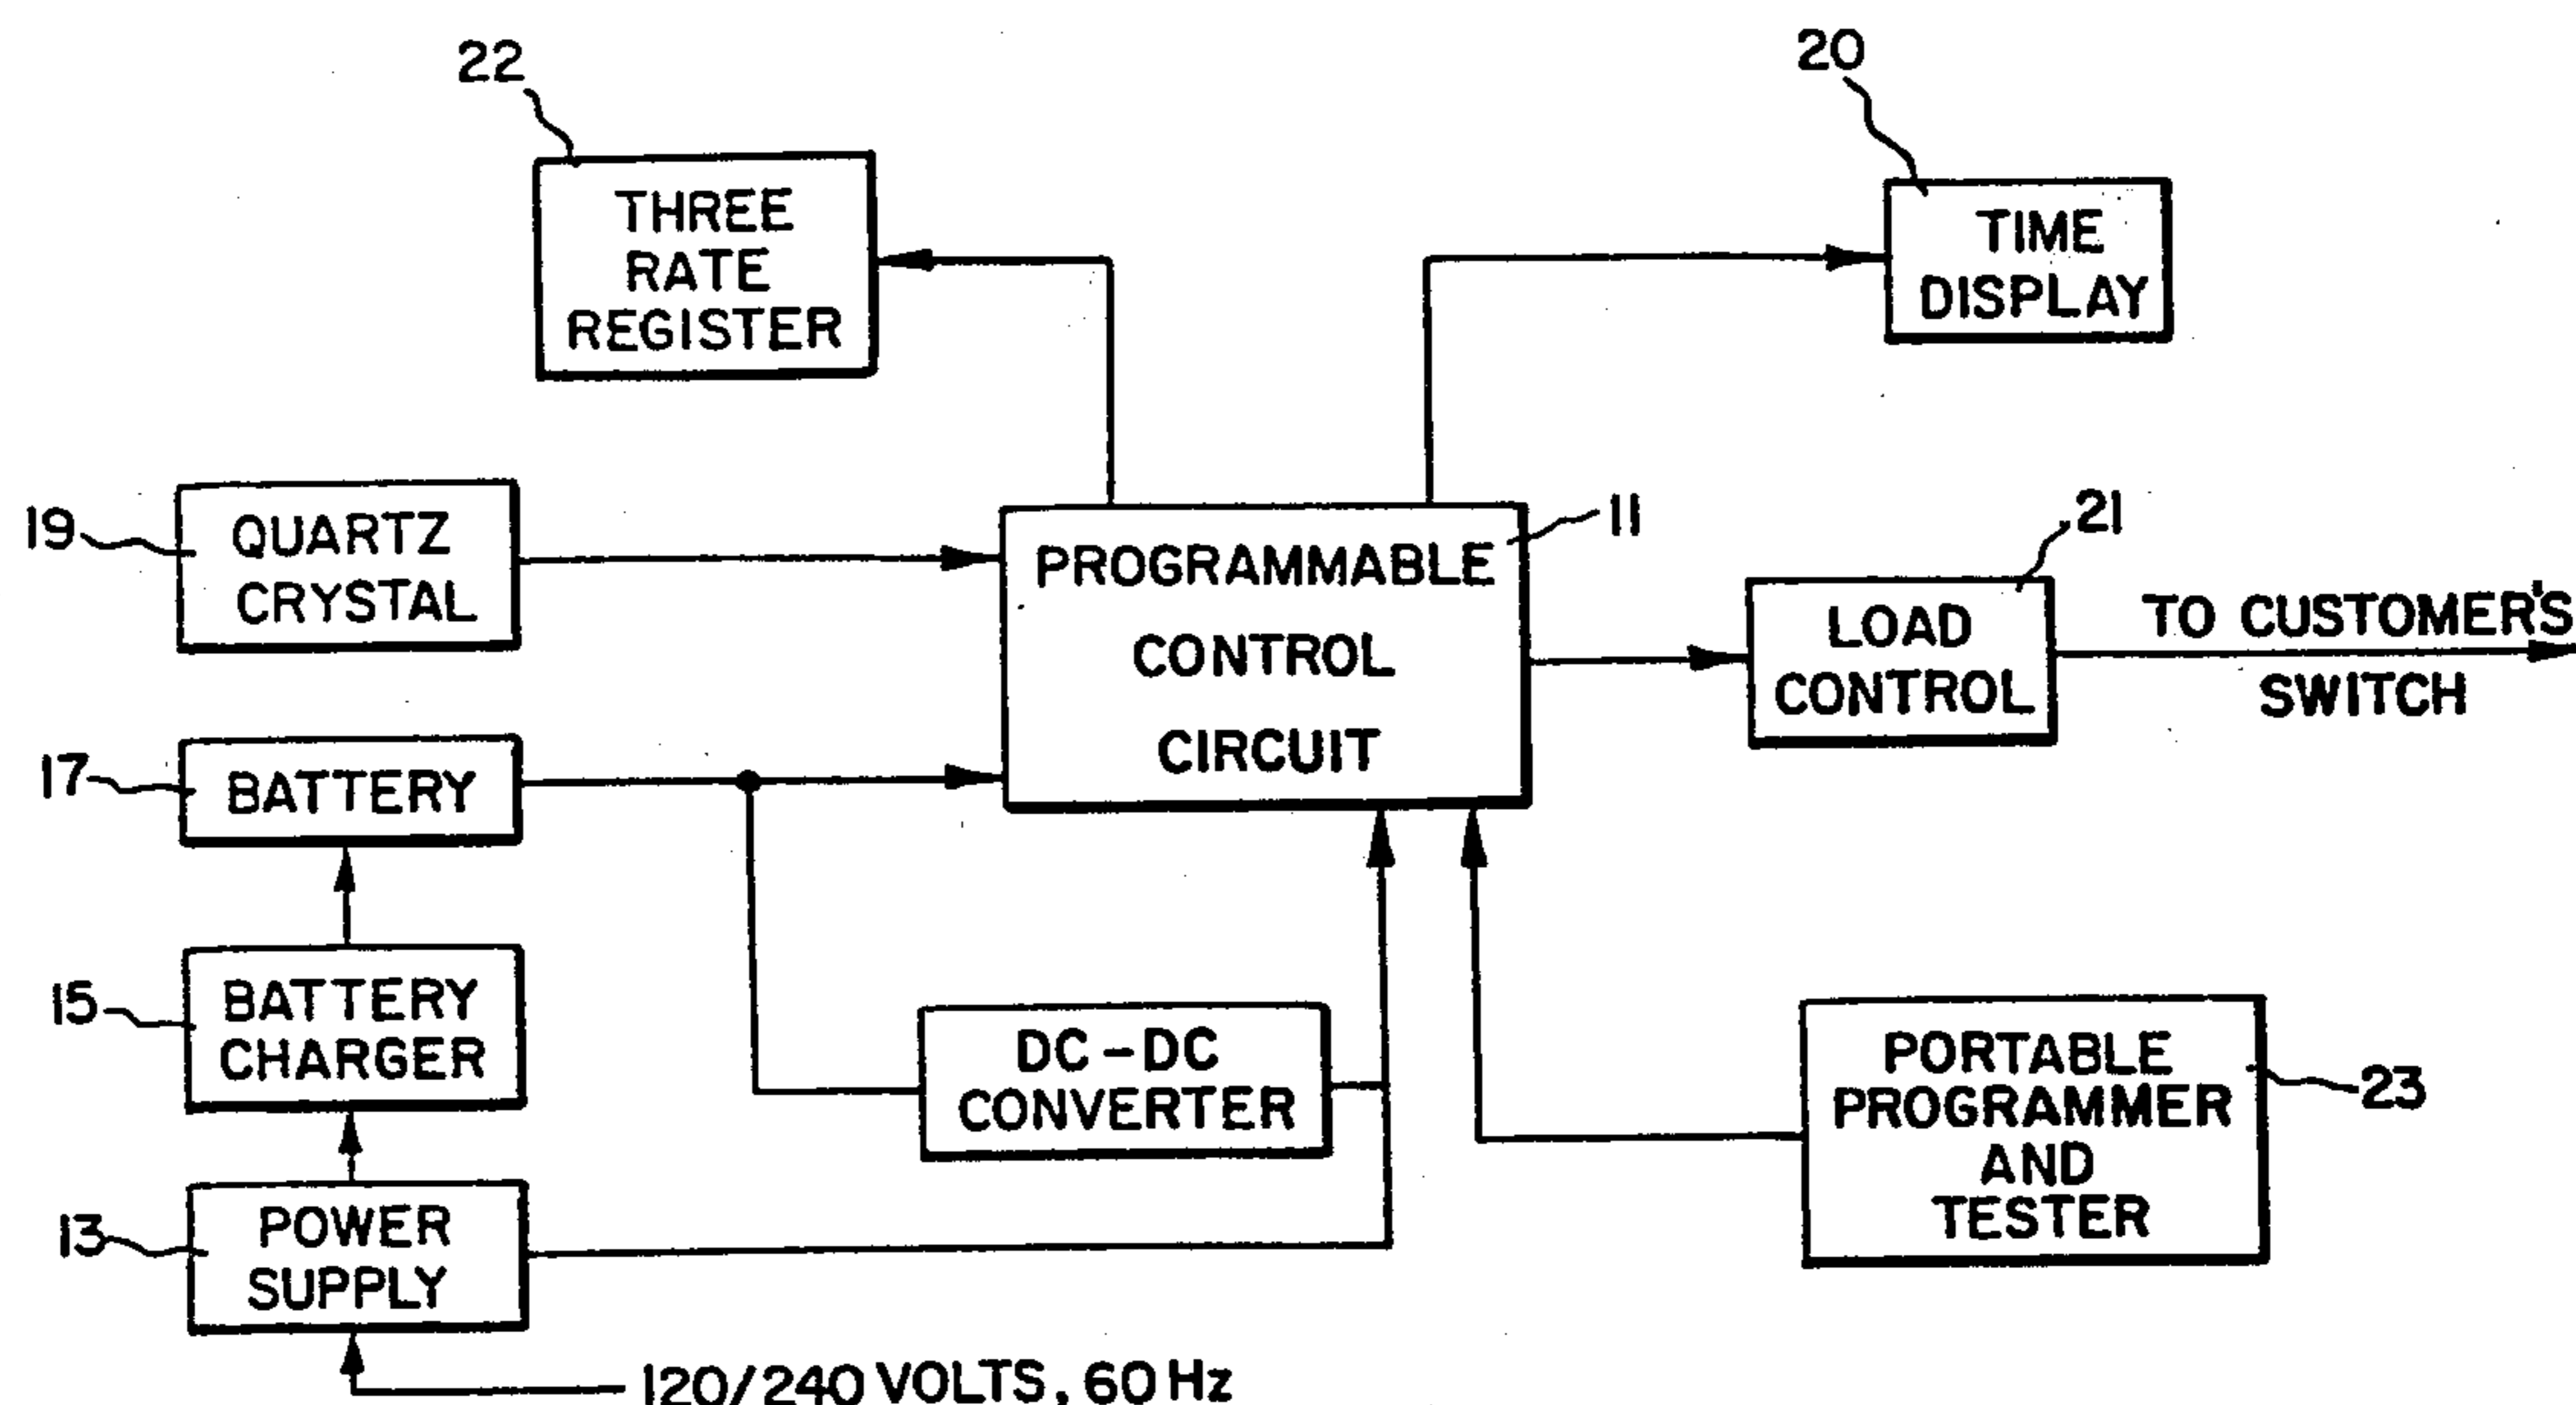 22
20
THREE
RATE
REGISTER
TIME
DISPLAY
19
QUARTZ
CRYSTAL
PROGRAMMABLE
CONTROL
CIRCUIT
11
21
LOAD
CONTROL
TO CUSTOMER'S
SWITCH
17
BATTERY
15
BATTERY
CHARGER
DC-DC
CONVERTER
PORTABLE
PROGRAMMER
AND
TESTER
23
13
POWER
SUPPLY
120/240 VOLTS, 60 Hz